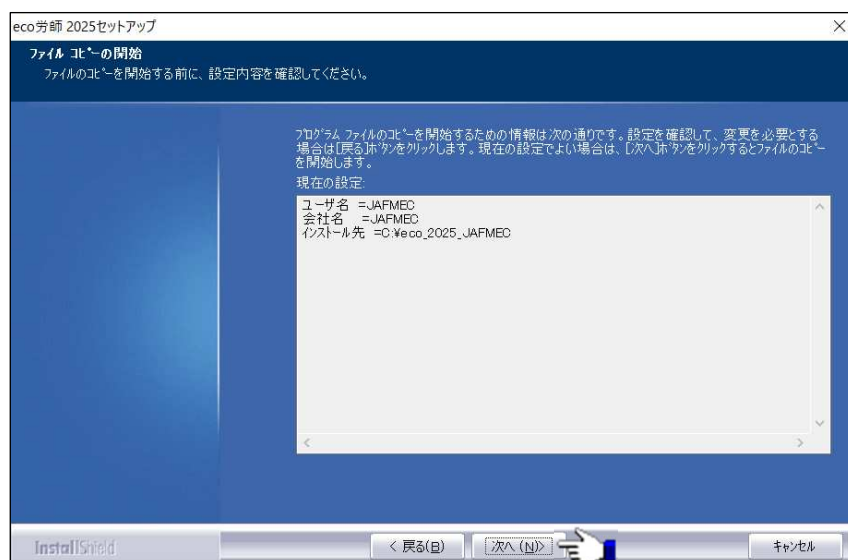 eco労師 2025セットアップ
ファイル コピーの開始
ファイルのコピーを開始する前に、設定内容を確認してください。
プログラム ファイルのコピーを開始するための情報は次の通りです。設定を確認して、変更を必要とする
場合は[戻る]ボタンをクリックします。現在の設定でよい場合は、[次へ]ボタンをクリックするとファイルのコピー
を開始します。
現在の設定:
ユーザ名 =JAFMEC
会社名 =JAFMEC
インストール先 =C:¥eco_2025_JAFMEC
InstallShield
< 戻る(B)
次へ(N)>
キャンセル